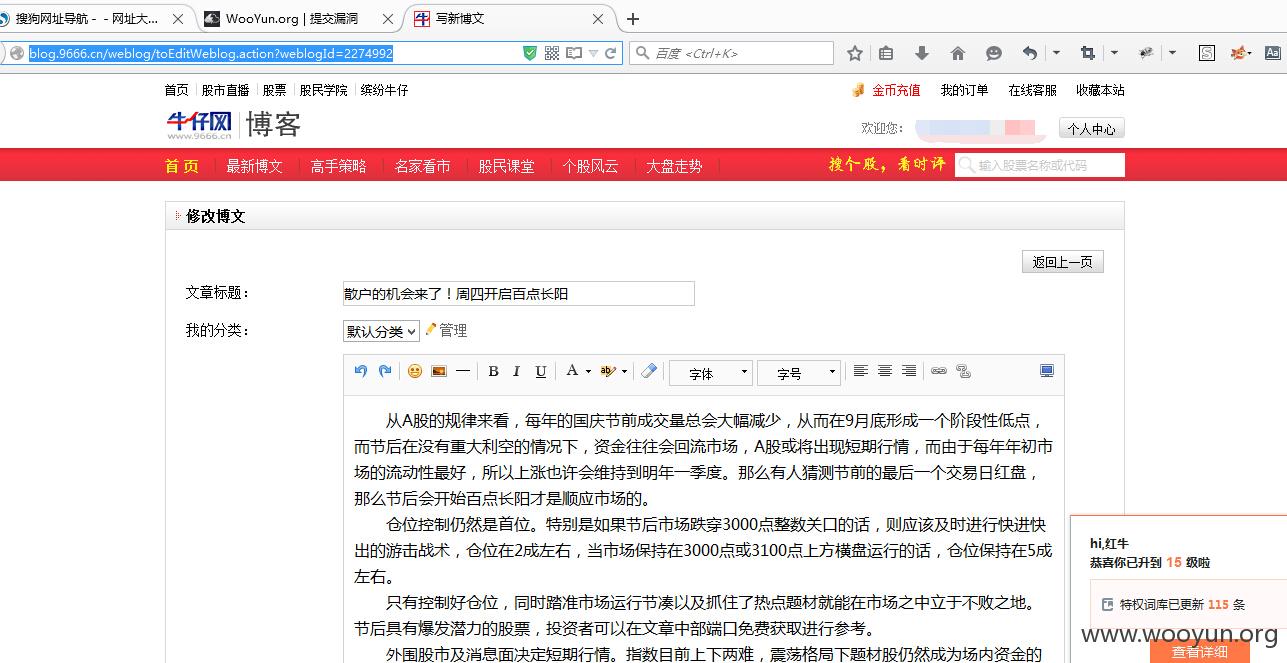 搜狗网址导航 - - 网址大...
WooYun.org | 提交漏洞
写新博文
blog.9666.cn/weblog/toEditWeblog.action?weblogId=2274992
百度 <Ctrl+K>
首页 股市直播 股票 股民学院 缤纷牛仔
金币充值 我的订单 在线客服 收藏本站
牛仔网 博客
www.9666.cn
欢迎您：
个人中心
首 页 最新博文 高手策略 名家看市 股民课堂 个股风云 大盘走势
搜个股，看时评
输入股票名称或代码
修改博文
返回上一页
文章标题：
散户的机会来了！周四开启百点长阳
我的分类：
默认分类
管理
B I U A ab 字体 字号
从A股的规律来看，每年的国庆节前成交量总会大幅减少，从而在9月底形成一个阶段性低点，
而节后在没有重大利空的情况下，资金往往会回流市场，A股或将出现短期行情，而由于每年年初市
场的流动性最好，所以上涨也许会维持到明年一季度。那么有人猜测节前的最后一个交易日红盘，
那么节后会开始百点长阳才是顺应市场的。
仓位控制仍然是首位。特别是如果节后市场跌穿3000点整数关口的话，则应该及时进行快进快
出的游击战术，仓位在2成左右，当市场保持在3000点或3100点上方横盘运行的话，仓位保持在5成
左右。
只有控制好仓位，同时踏准市场运行节凑以及抓住了热点题材就能在市场之中立于不败之地。
节后具有爆发潜力的股票，投资者可以在文章中部端口免费获取进行参考。
外围股市及消息面决定短期行情。指数目前上下两难，震荡格局下题材股仍然成为场内资金的
hi,红牛
恭喜你已升到 15 级啦
特权词库已更新 115 条
www.wooyun.org
查看详细